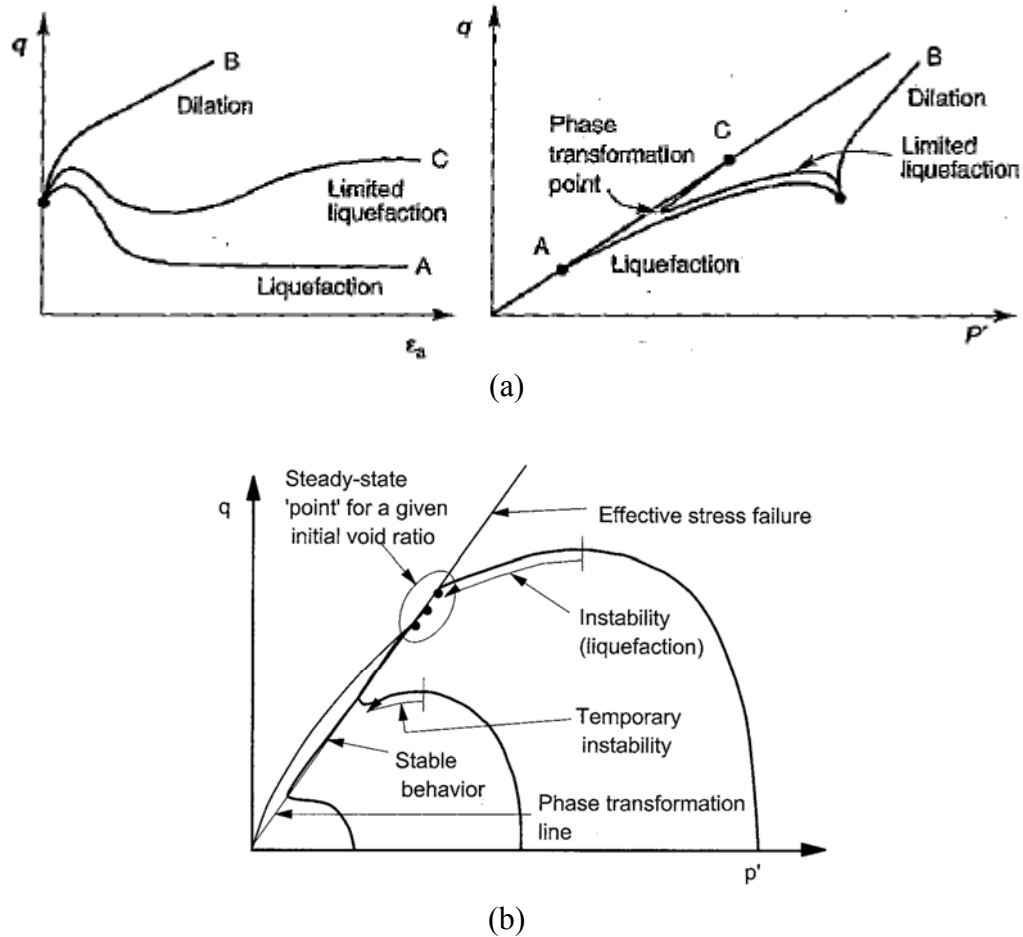 q
B
Dilation
C
Limited
liquefaction
A
Liquefaction
εa
q
B
Dilation
Phase
transformation
point
C
Limited
liquefaction
A
Liquefaction
P'
(a)
Steady-state
'point' for a given
initial void ratio
q
Effective stress failure
Instability
(liquefaction)
Temporary
instability
Stable
behavior
Phase transformation
line
p'
(b)